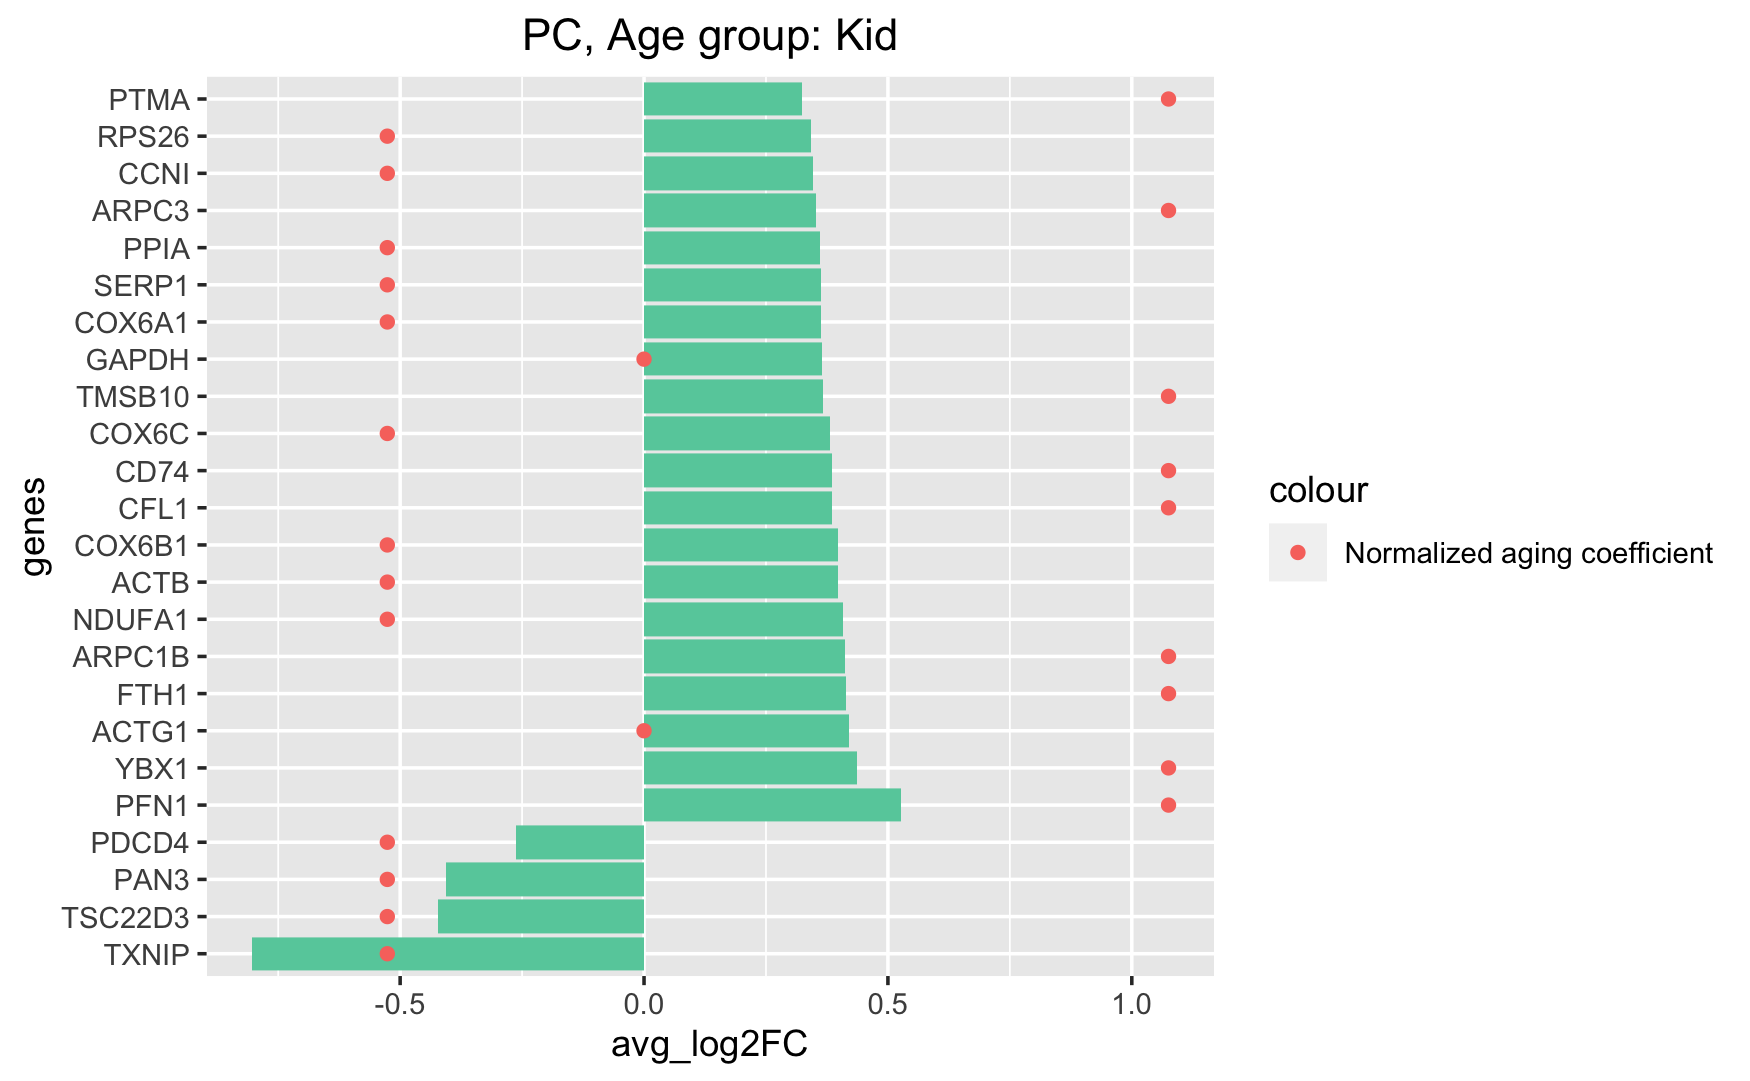 PC, Age group: Kid
PTMA
RPS26
CCNI
ARPC3
PPIA
SERP1
COX6A1
GAPDH
TMSB10
COX6C
CD74
CFL1
COX6B1
ACTB
NDUFA1
ARPC1B
FTH1
ACTG1
YBX1
PFN1
PDCD4
PAN3
TSC22D3
TXNIP
genes
-0.5 0.0 0.5 1.0
avg_log2FC
colour
Normalized aging coefficient